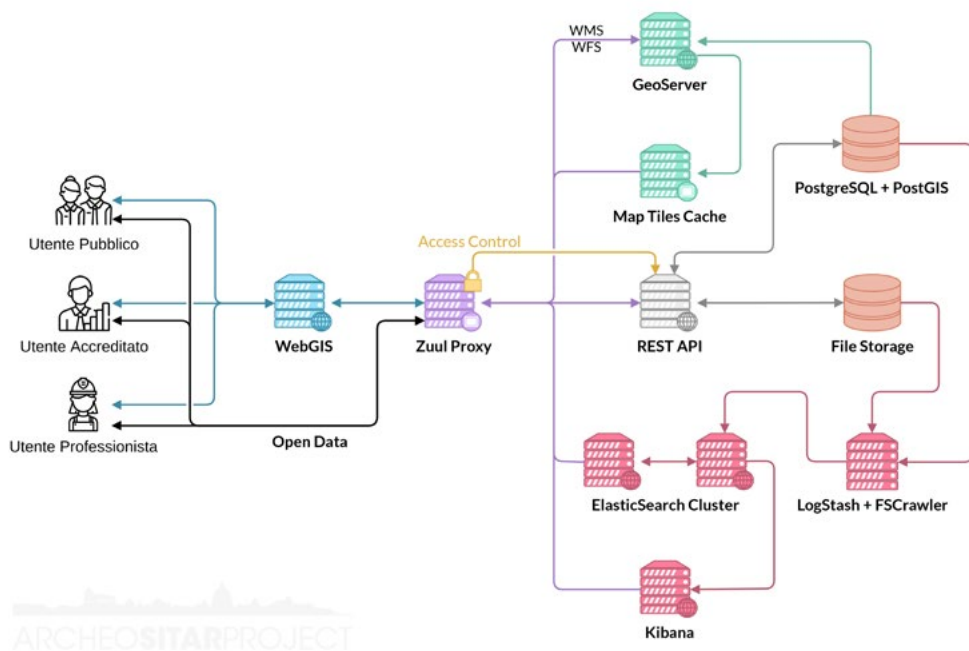 WMS
WFS
GeoServer
PostgreSQL + PostGIS
Map Tiles Cache
Utente Pubblico
Access Control
Utente Accreditato
WebGIS
Zuul Proxy
REST API
File Storage
Utente Professionista
Open Data
ElasticSearch Cluster
LogStash + FSCrawler
Kibana
ARCHEOSITARPROJECT